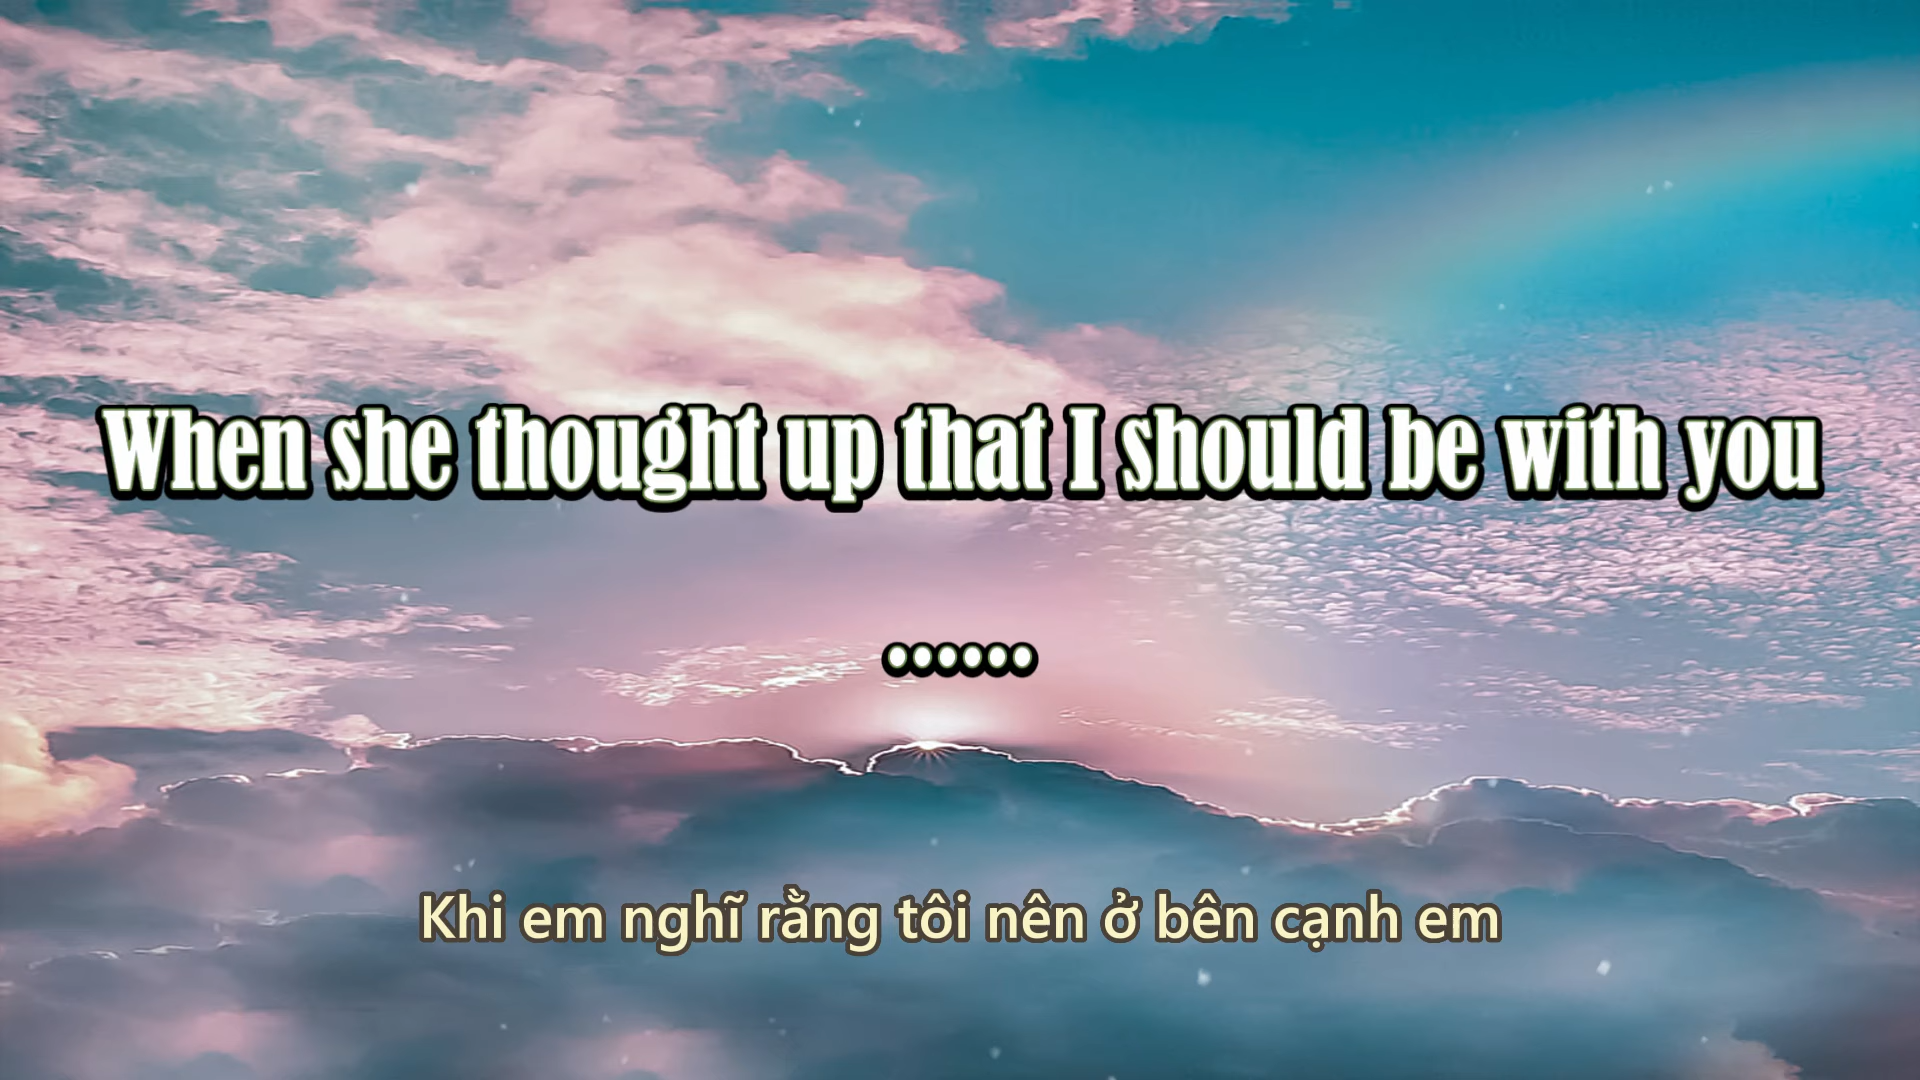 When she thought up that I should be with you
••••••
Khi em nghĩ rằng tôi nên ở bên cạnh em